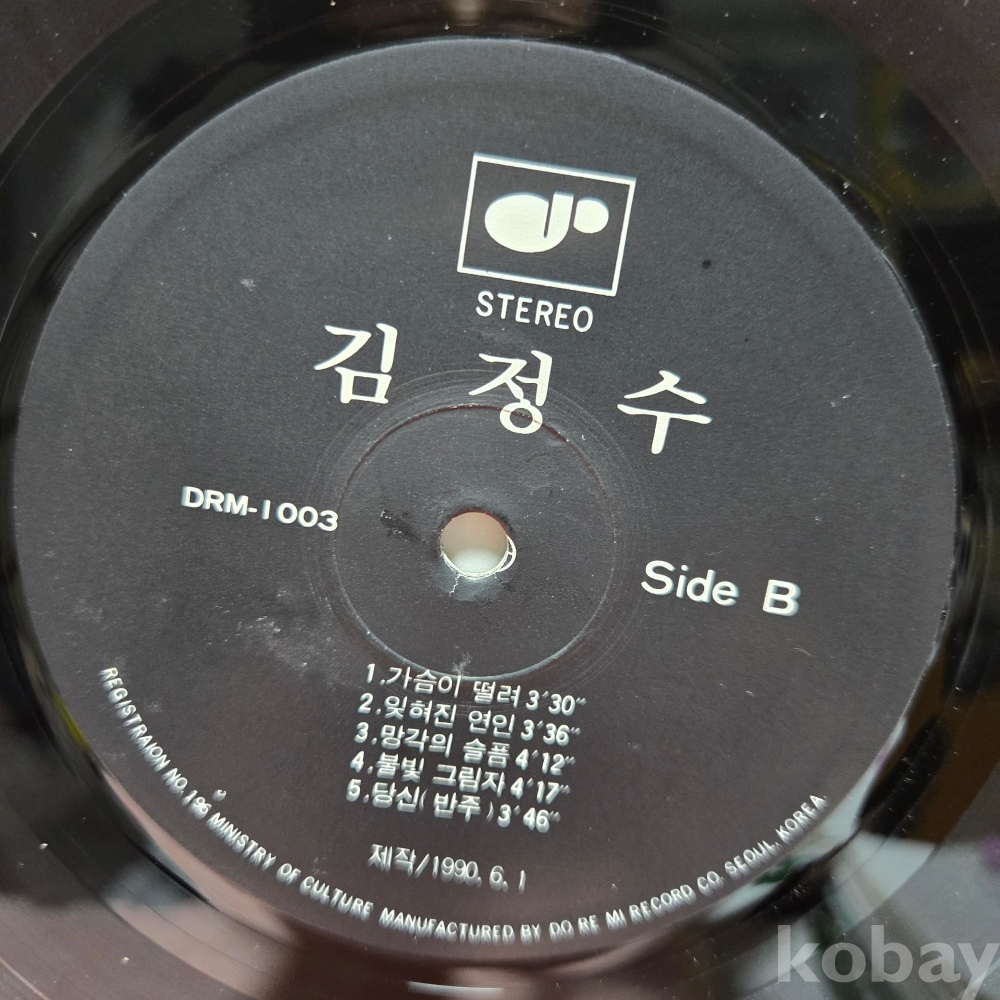 STEREO
김 정 수
DRM-1003
Side B
1.가슴이 떨려 3'30"
2.잊혀진 연인 3'36"
3.망각의 슬픔 4'12"
4.불빛 그림자 4'17"
5.당신(반주) 3'46"
제작/1990. 6. 1
REGISTRAION NO. 196 MINISTRY OF CULTURE MANUFACTURED BY DO RE MI RECORD CO. SEOUL. KOREA
kobay